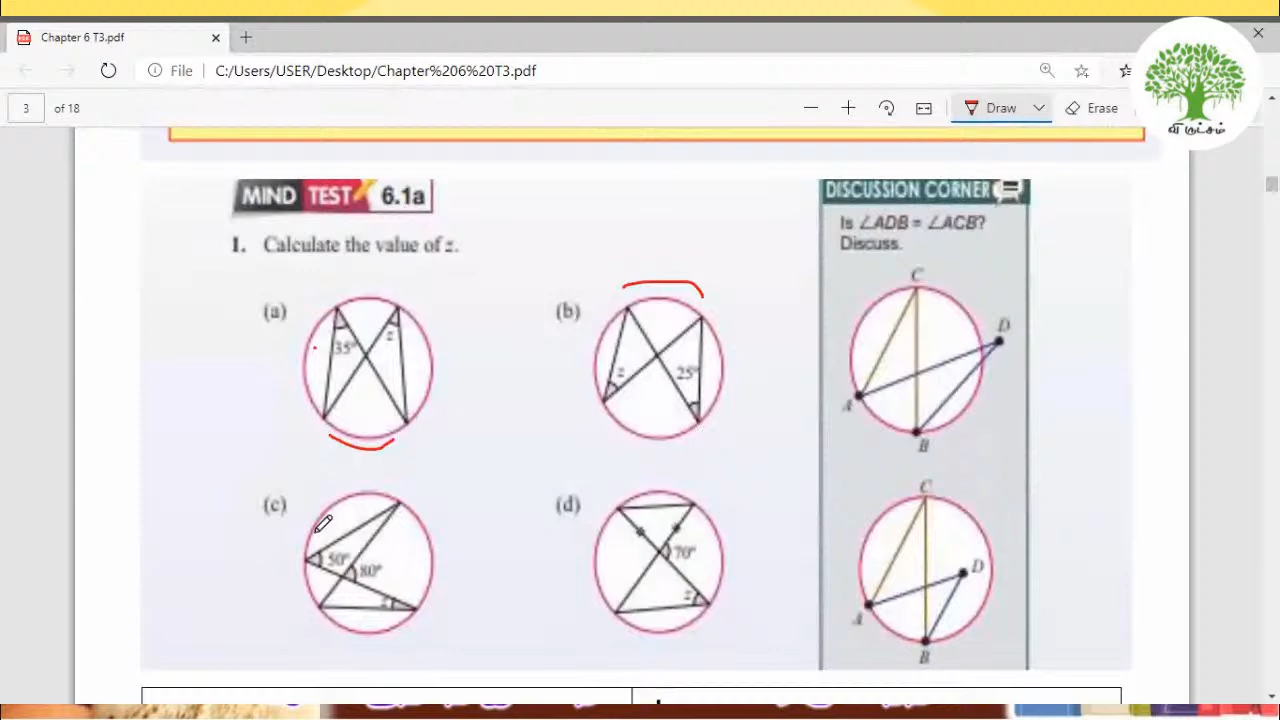 Chapter 6 T3.pdf
File C:/Users/USER/Desktop/Chapter%206%20T3.pdf
3 of 18
Draw
Erase
விருட்சம்
MIND TEST 6.1a
1. Calculate the value of z.
(a)
35°
z
(b)
z
25°
(c)
50°
80°
z
(d)
70°
z
DISCUSSION CORNER
Is ∠ADB = ∠ACB?
Discuss.
C
D
A
B
C
D
A
B